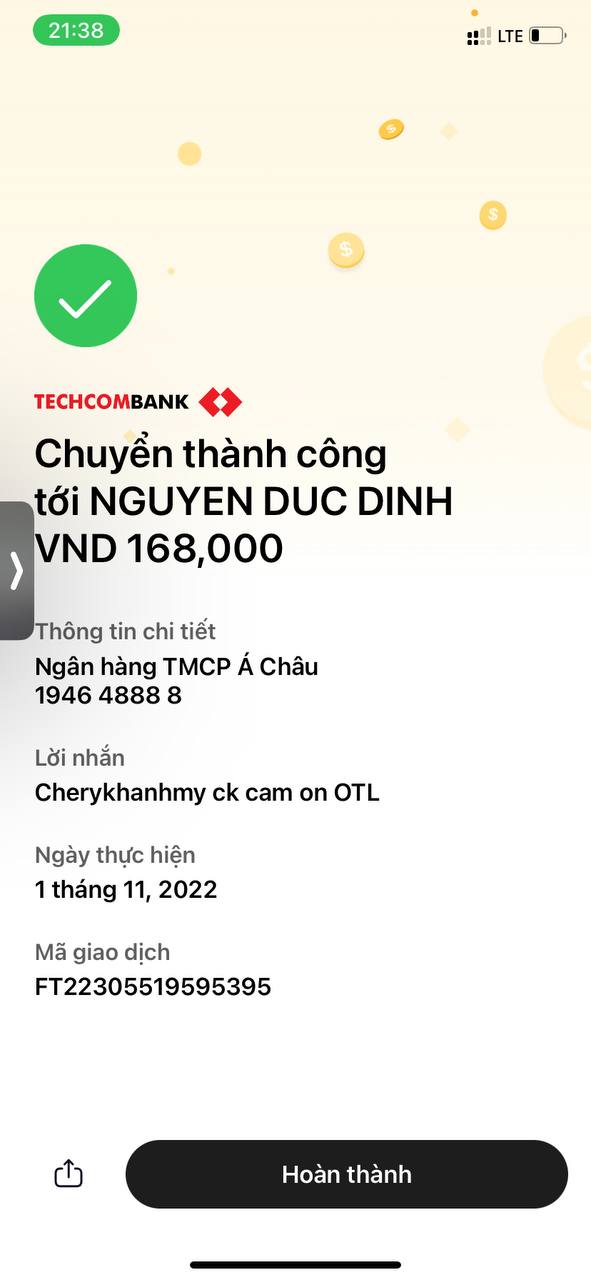 21:38
LTE
TECHCOMBANK
Chuyển thành công
tới NGUYEN DUC DINH
VND 168,000
Thông tin chi tiết
Ngân hàng TMCP Á Châu
1946 4888 8
Lời nhắn
Cherykhanhmy ck cam on OTL
Ngày thực hiện
1 tháng 11, 2022
Mã giao dịch
FT22305519595395
Hoàn thành